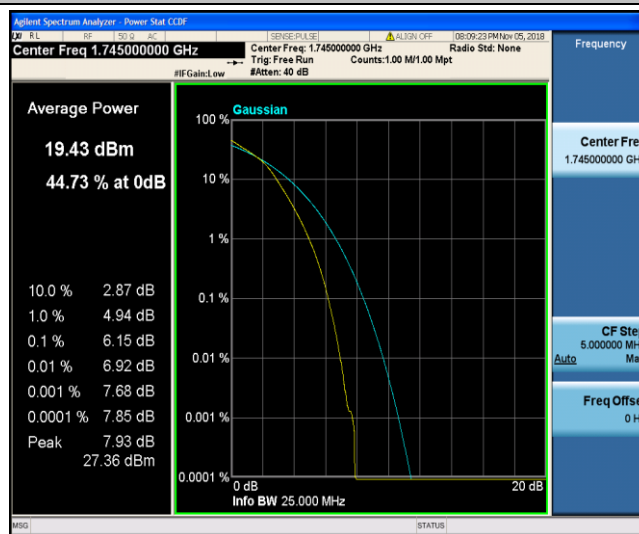 Agilent Spectrum Analyzer - Power Stat CCDF
RL RF 50 Ω AC SENSE:PULSE ALIGN OFF 08:09:23 PM Nov 05, 2018
Center Freq 1.745000000 GHz
Center Freq: 1.745000000 GHz Radio Std: None
Trig: Free Run Counts:1.00 M/1.00 Mpt
#IFGain:Low #Atten: 40 dB
Frequency
Average Power
19.43 dBm
44.73 % at 0dB
10.0 % 2.87 dB
1.0 % 4.94 dB
0.1 % 6.15 dB
0.01 % 6.92 dB
0.001 % 7.68 dB
0.0001 % 7.85 dB
Peak 7.93 dB
27.36 dBm
Gaussian
100 %
10 %
1 %
0.1 %
0.01 %
0.001 %
0.0001 %
0 dB 20 dB
Info BW 25.000 MHz
Center Fre
1.745000000 GH
CF Ste
5.000000 MH
Auto Ma
Freq Offse
0 H
MSG STATUS